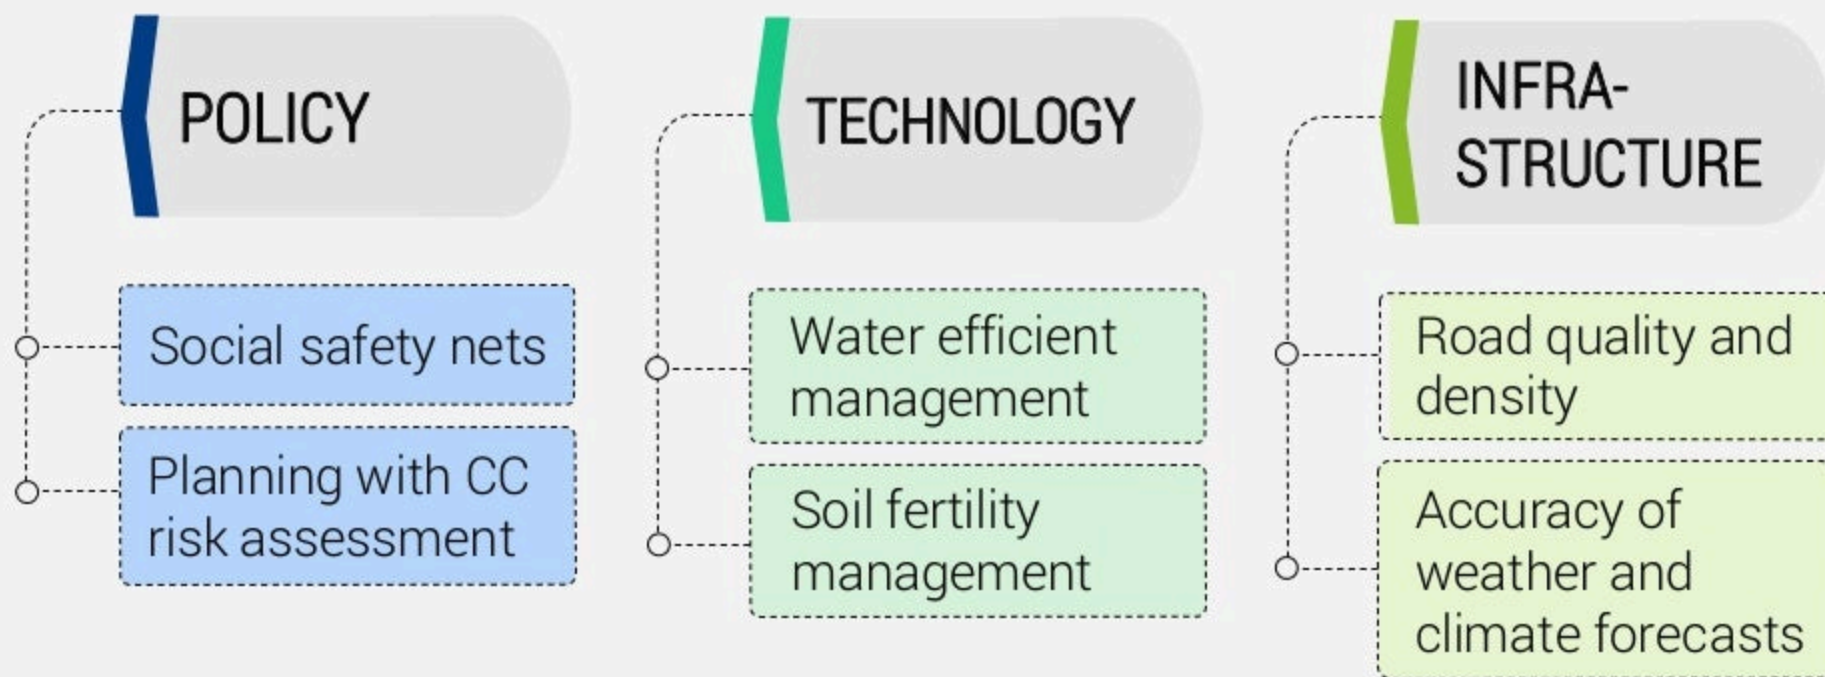 POLICY
Social safety nets
Planning with CC
risk assessment
TECHNOLOGY
Water efficient
management
Soil fertility
management
INFRA-
STRUCTURE
Road quality and
density
Accuracy of
weather and
climate forecasts